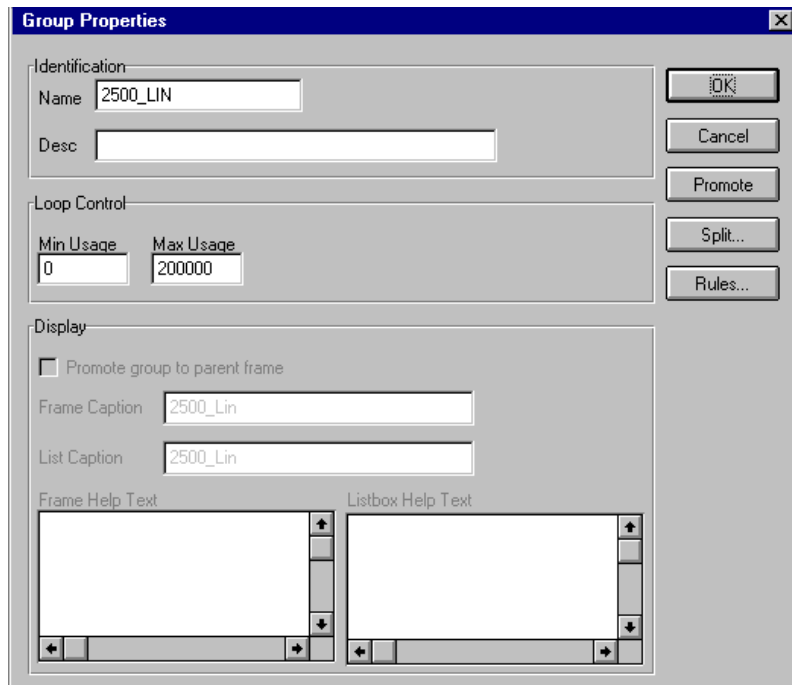 Group Properties
Identification
Name 2500_LIN
Desc
OK
Cancel
Promote
Split...
Rules...
Loop Control
Min Usage Max Usage
0 200000
Display
Promote group to parent frame
Frame Caption 2500_Lin
List Caption 2500_Lin
Frame Help Text Listbox Help Text